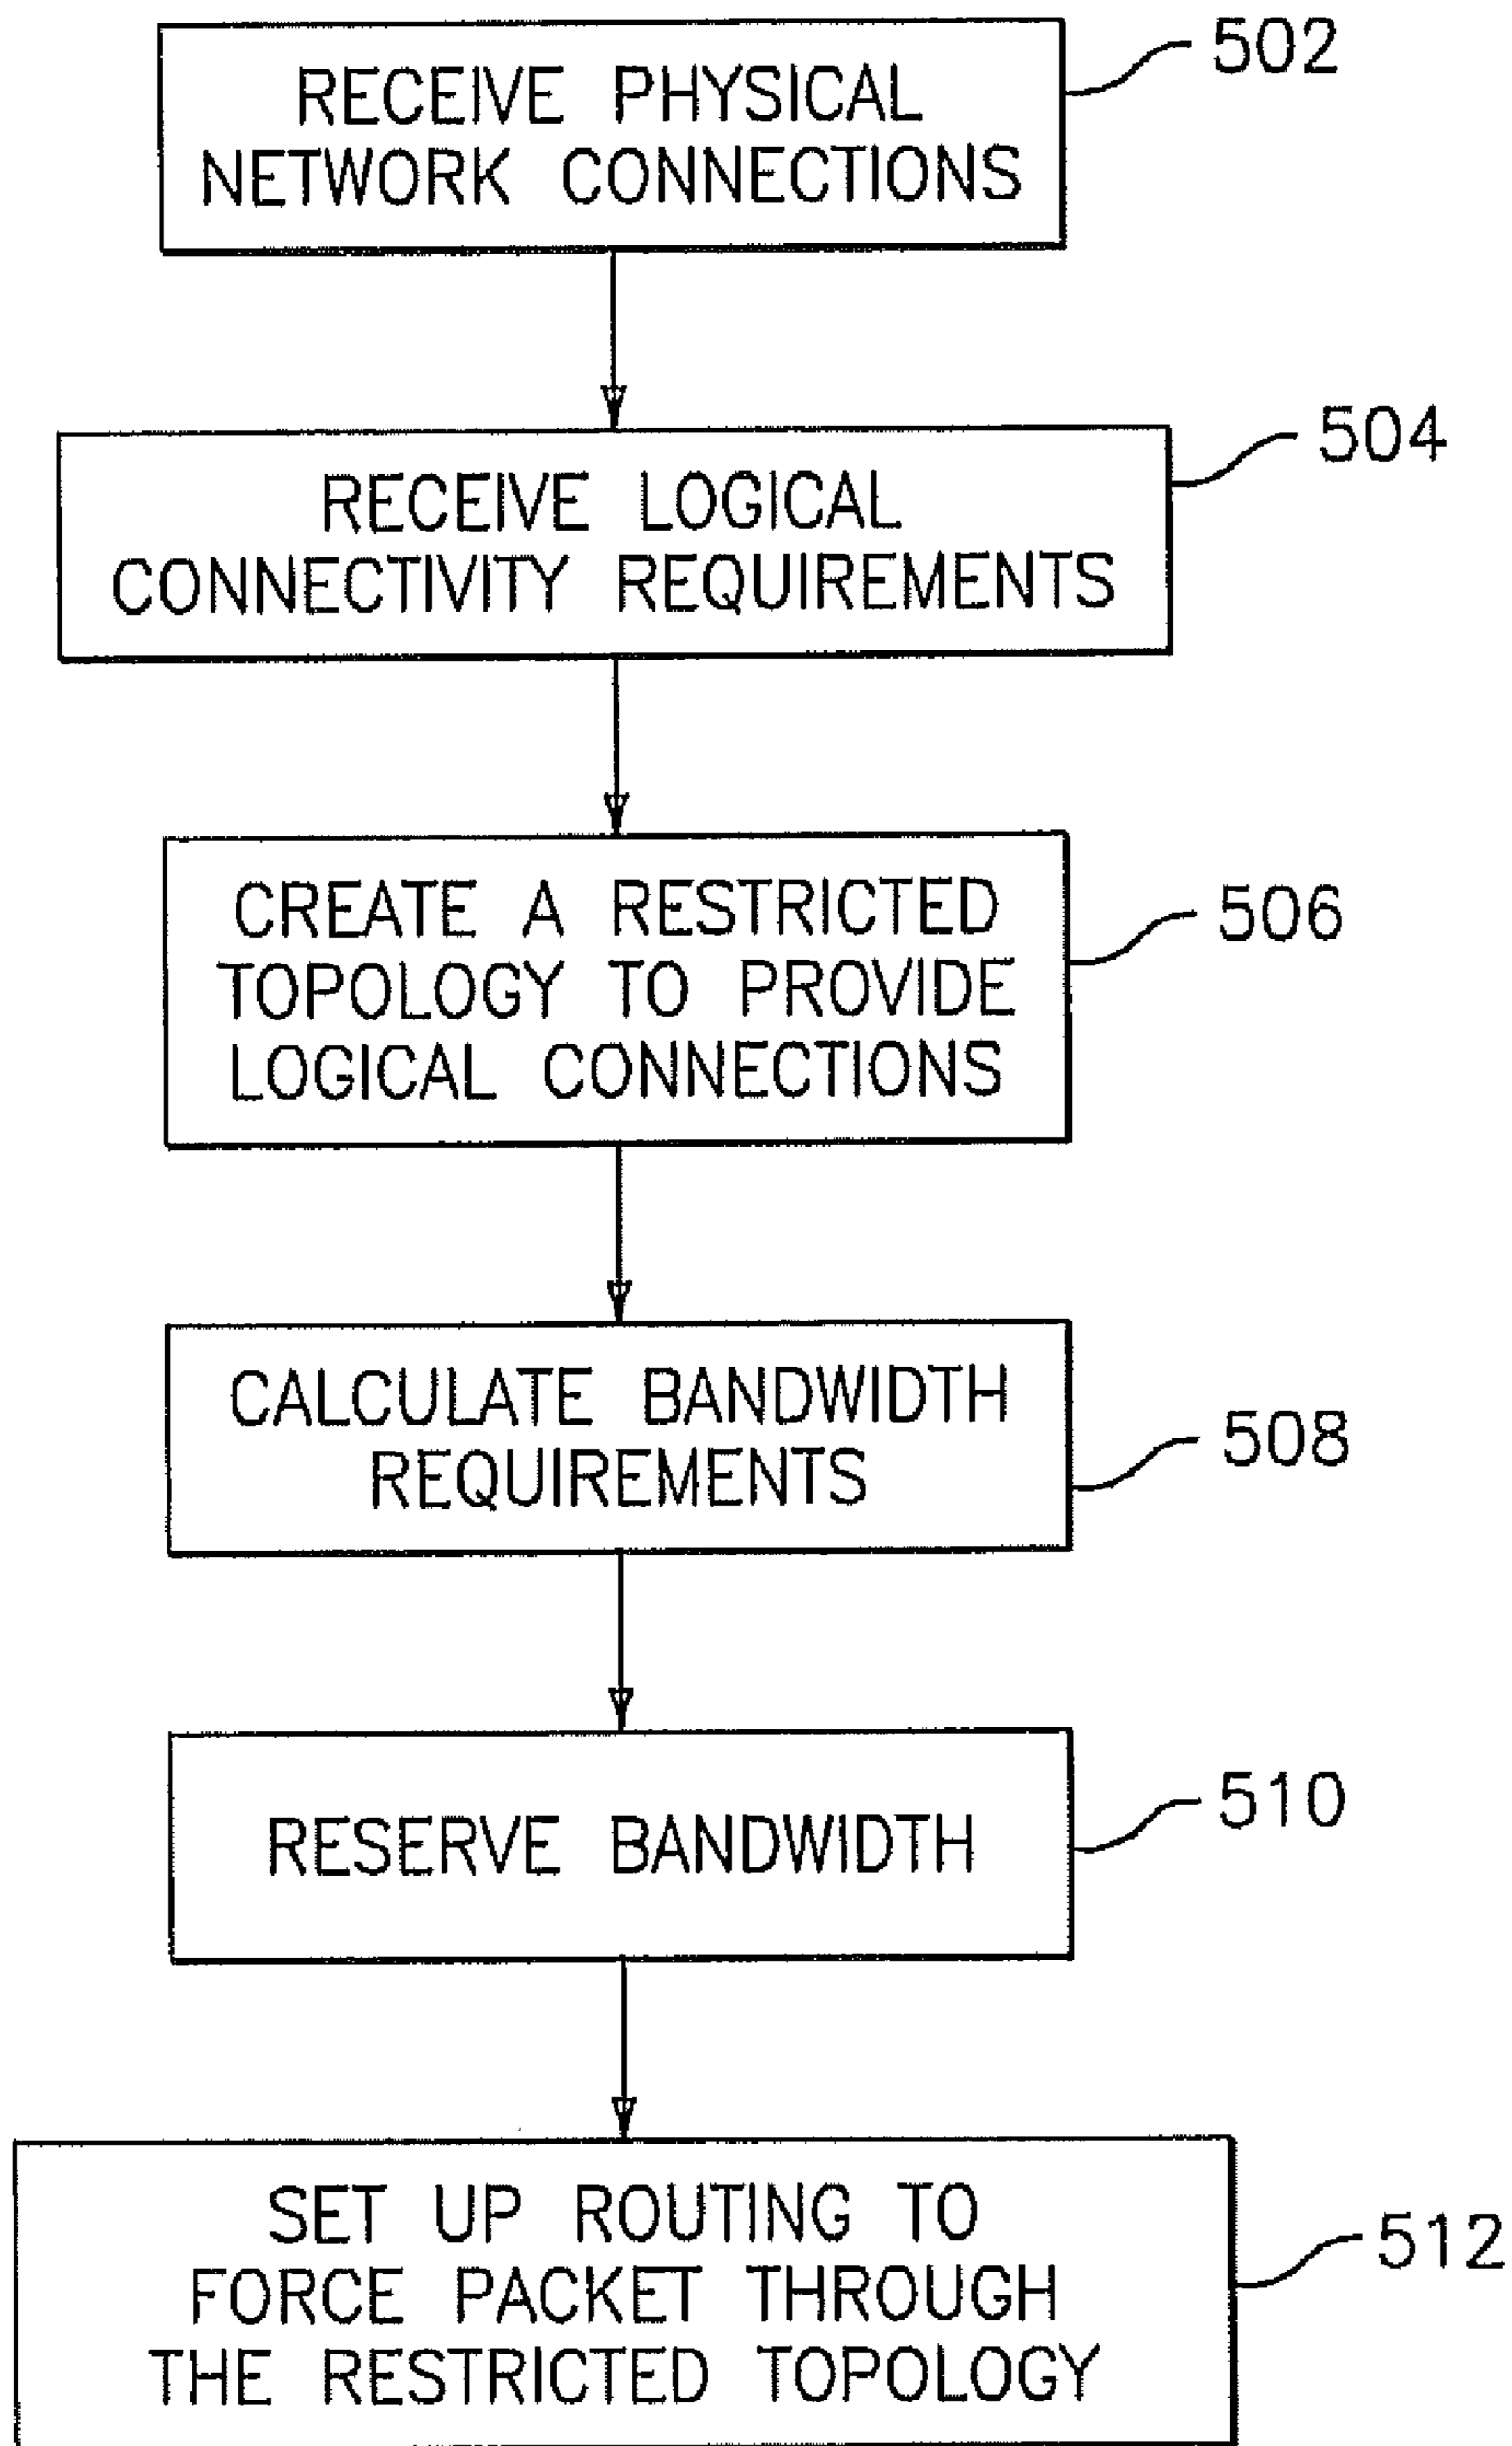 RECEIVE PHYSICAL
NETWORK CONNECTIONS
502
RECEIVE LOGICAL
CONNECTIVITY REQUIREMENTS
504
CREATE A RESTRICTED
TOPOLOGY TO PROVIDE
LOGICAL CONNECTIONS
506
CALCULATE BANDWIDTH
REQUIREMENTS
508
RESERVE BANDWIDTH
510
SET UP ROUTING TO
FORCE PACKET THROUGH
THE RESTRICTED TOPOLOGY
512